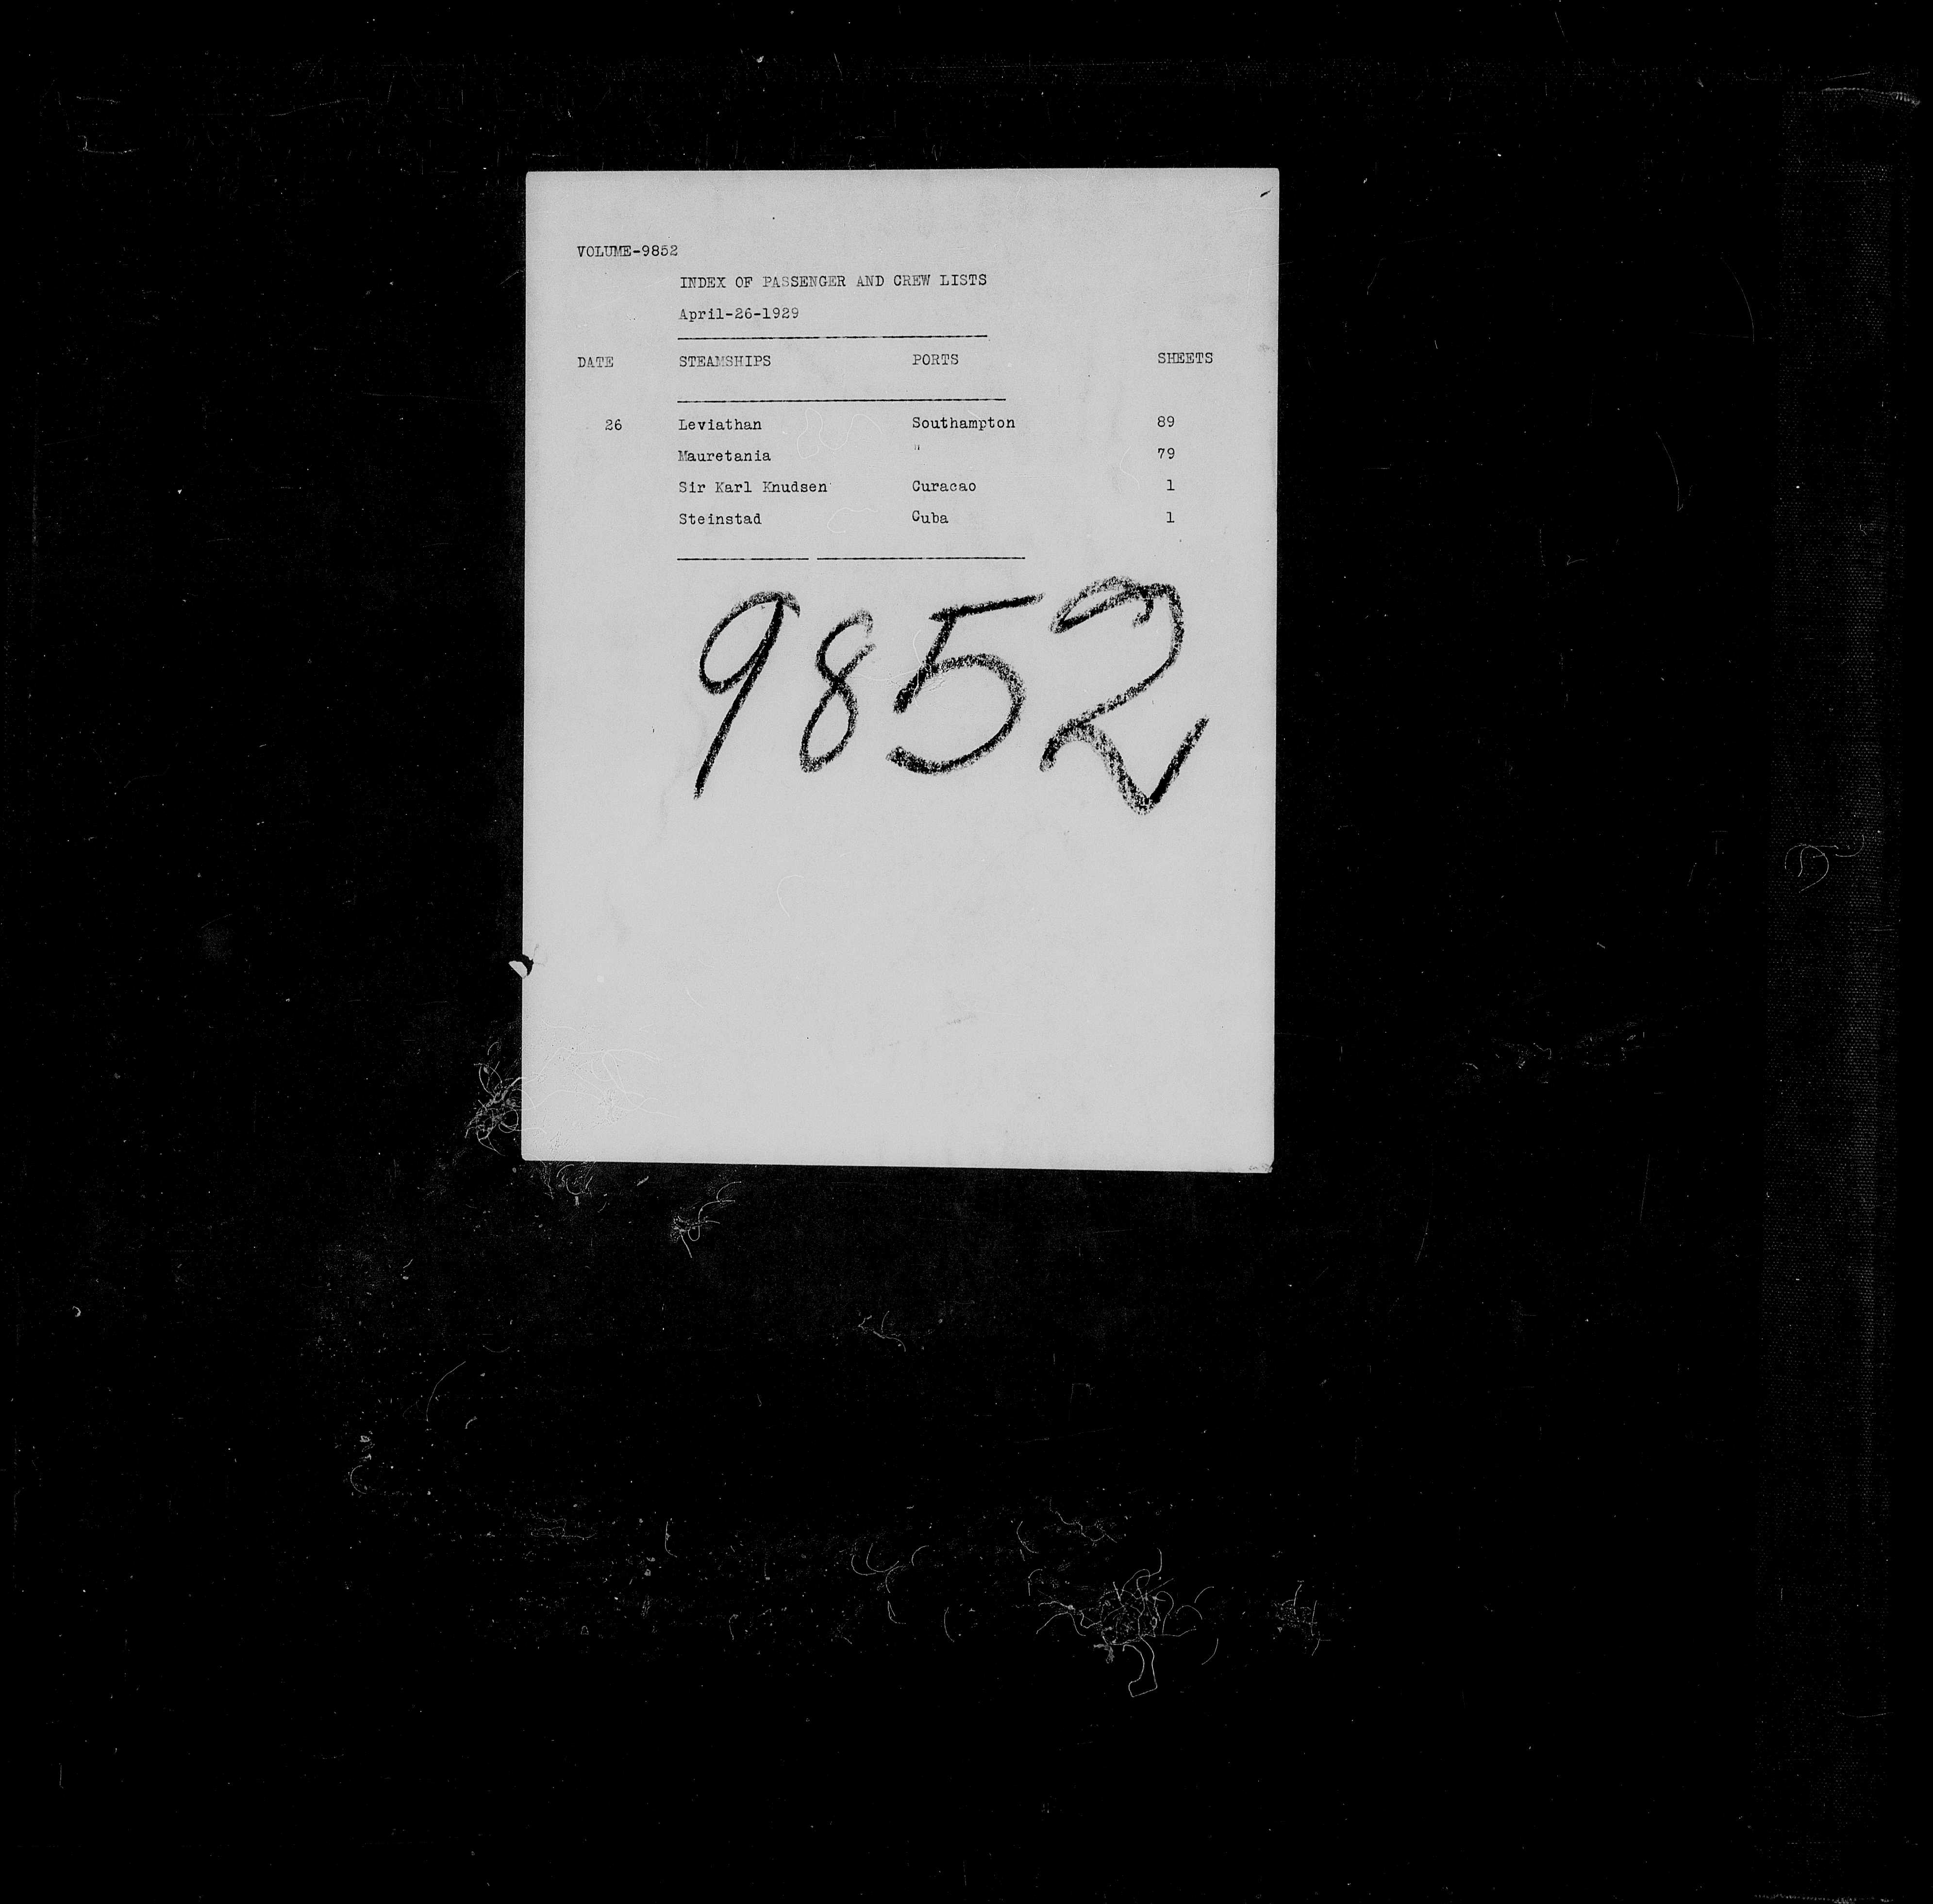 VOLUME-9852
INDEX OF PASSENGER AND CREW LISTS
April-26-1929
DATE STEAMSHIPS PORTS SHEETS
26 Leviathan Southampton 89
Mauretania " 79
Sir Karl Knudsen Curacao 1
Steinstad Cuba 1
9852